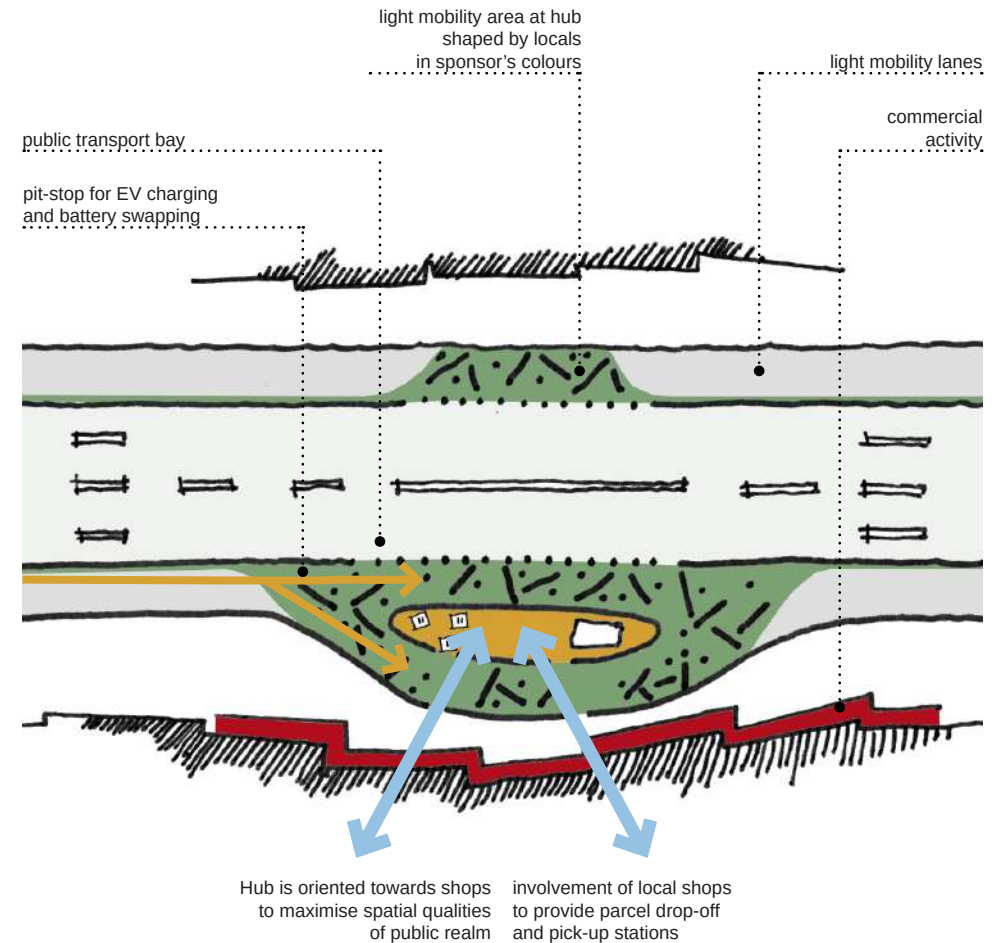 light mobility area at hub
shaped by locals
in sponsor's colours
light mobility lanes
commercial
activity
public transport bay
pit-stop for EV charging
and battery swapping
Hub is oriented towards shops
to maximise spatial qualities
of public realm
involvement of local shops
to provide parcel drop-off
and pick-up stations